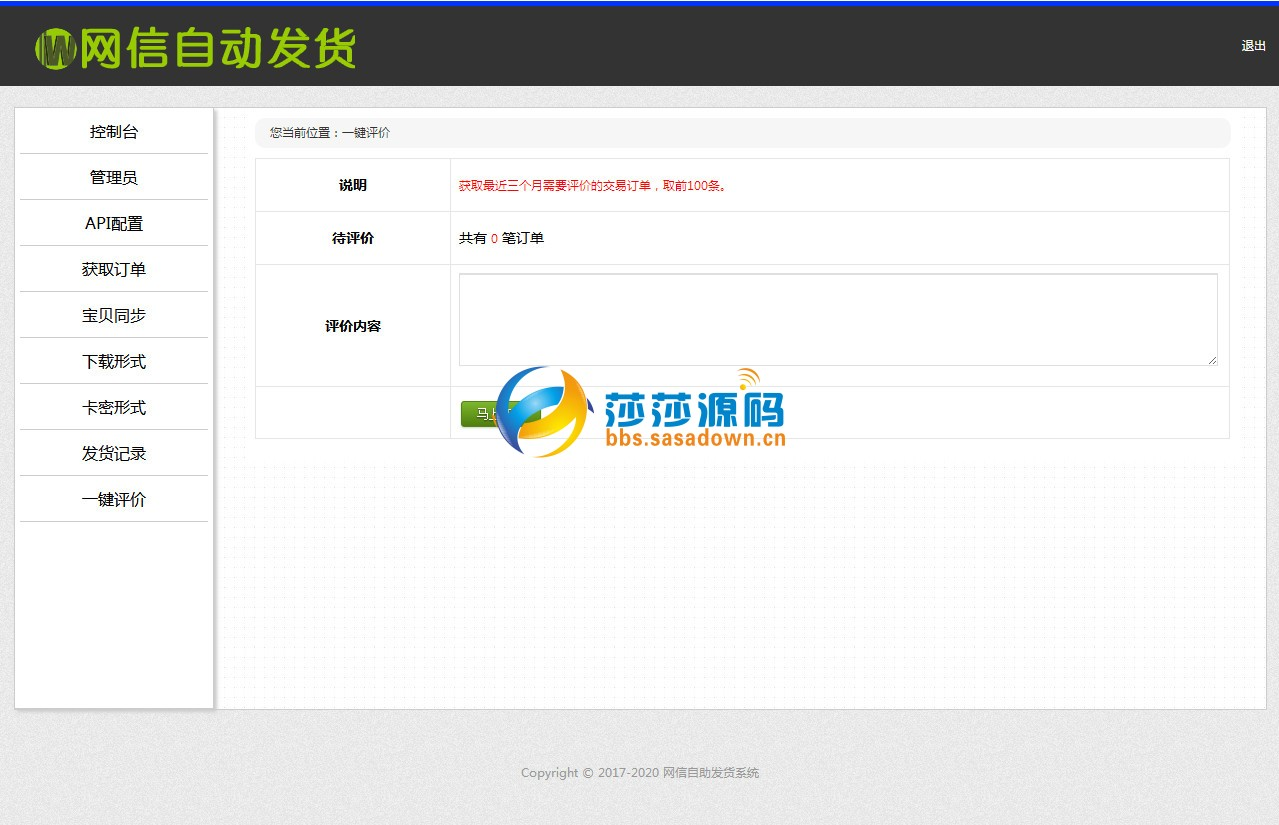 网信自动发货
退出
控制台
管理员
API配置
获取订单
宝贝同步
下载形式
卡密形式
发货记录
一键评价
您当前位置：一键评价
说明
获取最近三个月需要评价的交易订单，取前100条。
待评价
共有 0 笔订单
评价内容
马上
莎莎源码
bbs.sasadown.cn
Copyright © 2017-2020 网信自助发货系统